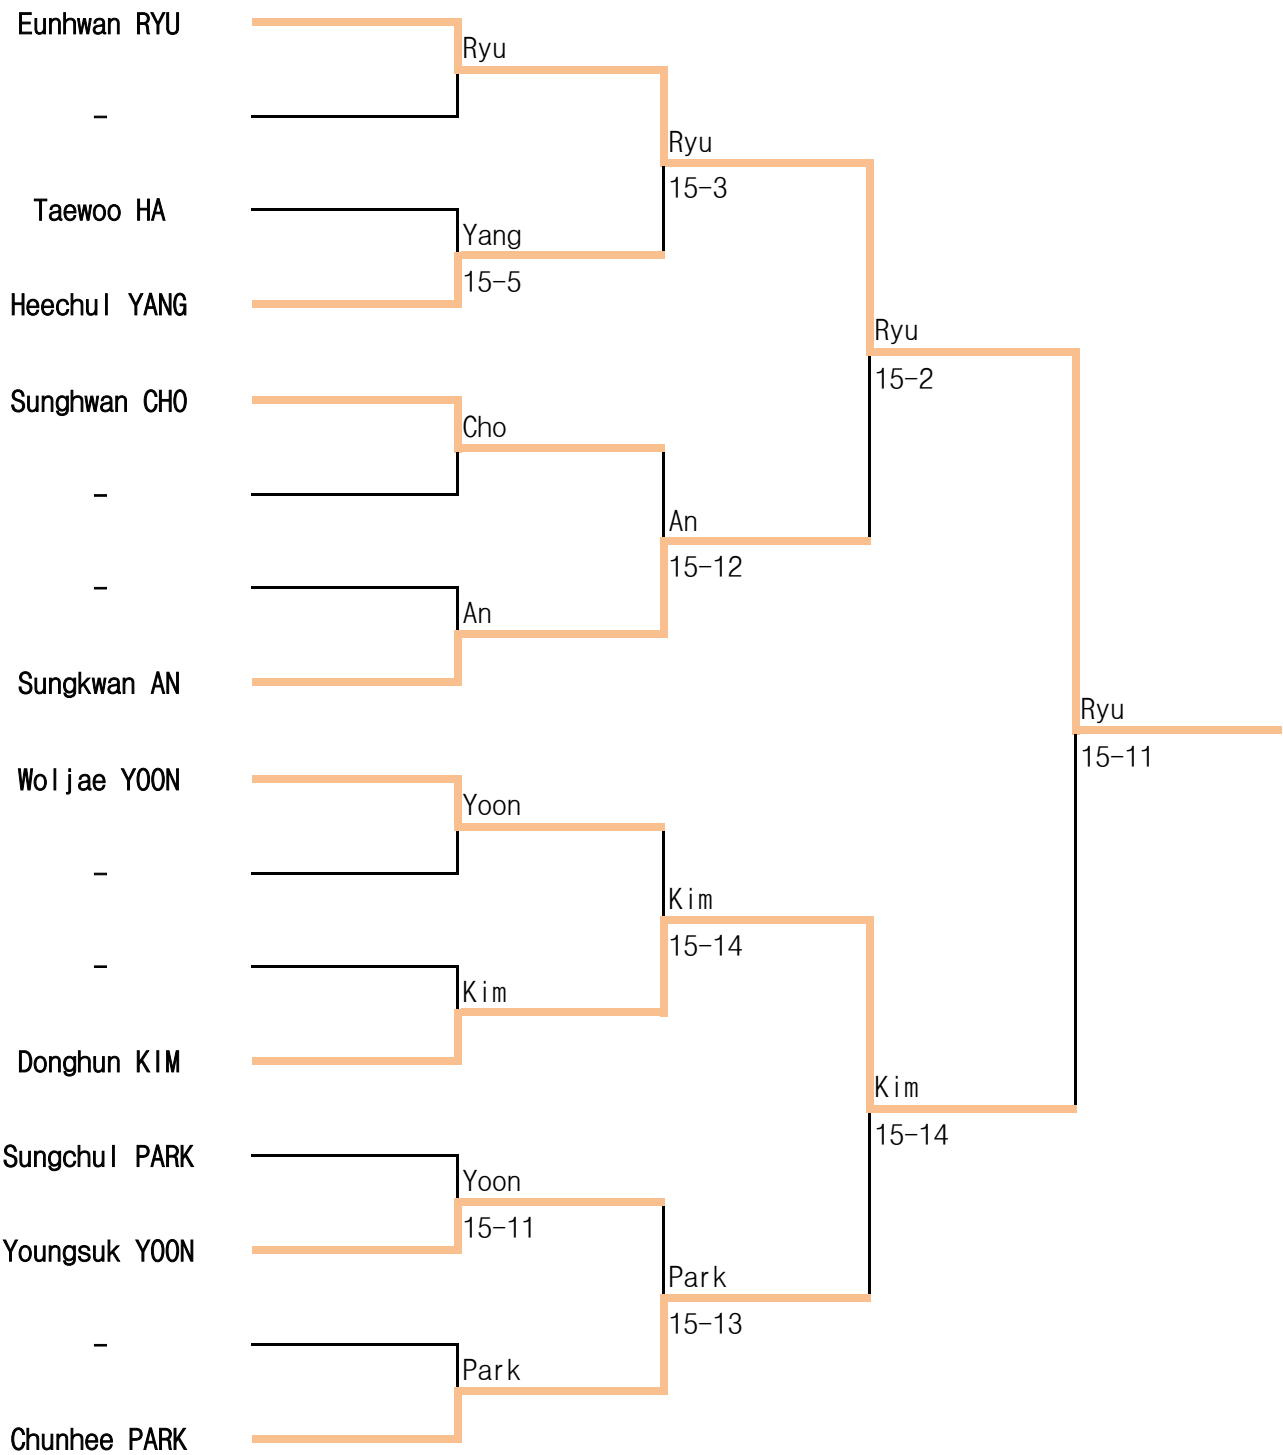 Eunhwan RYU
Ryu
-
Ryu
15-3
Taewoo HA
Yang
15-5
Heechul YANG
Ryu
15-2
Sunghwan CHO
Cho
-
An
15-12
-
An
Sungkwan AN
Ryu
15-11
Woljae YOON
Yoon
-
Kim
15-14
-
Kim
Donghun KIM
Kim
15-14
Sungchul PARK
Yoon
15-11
Youngsuk YOON
Park
15-13
-
Park
Chunhee PARK